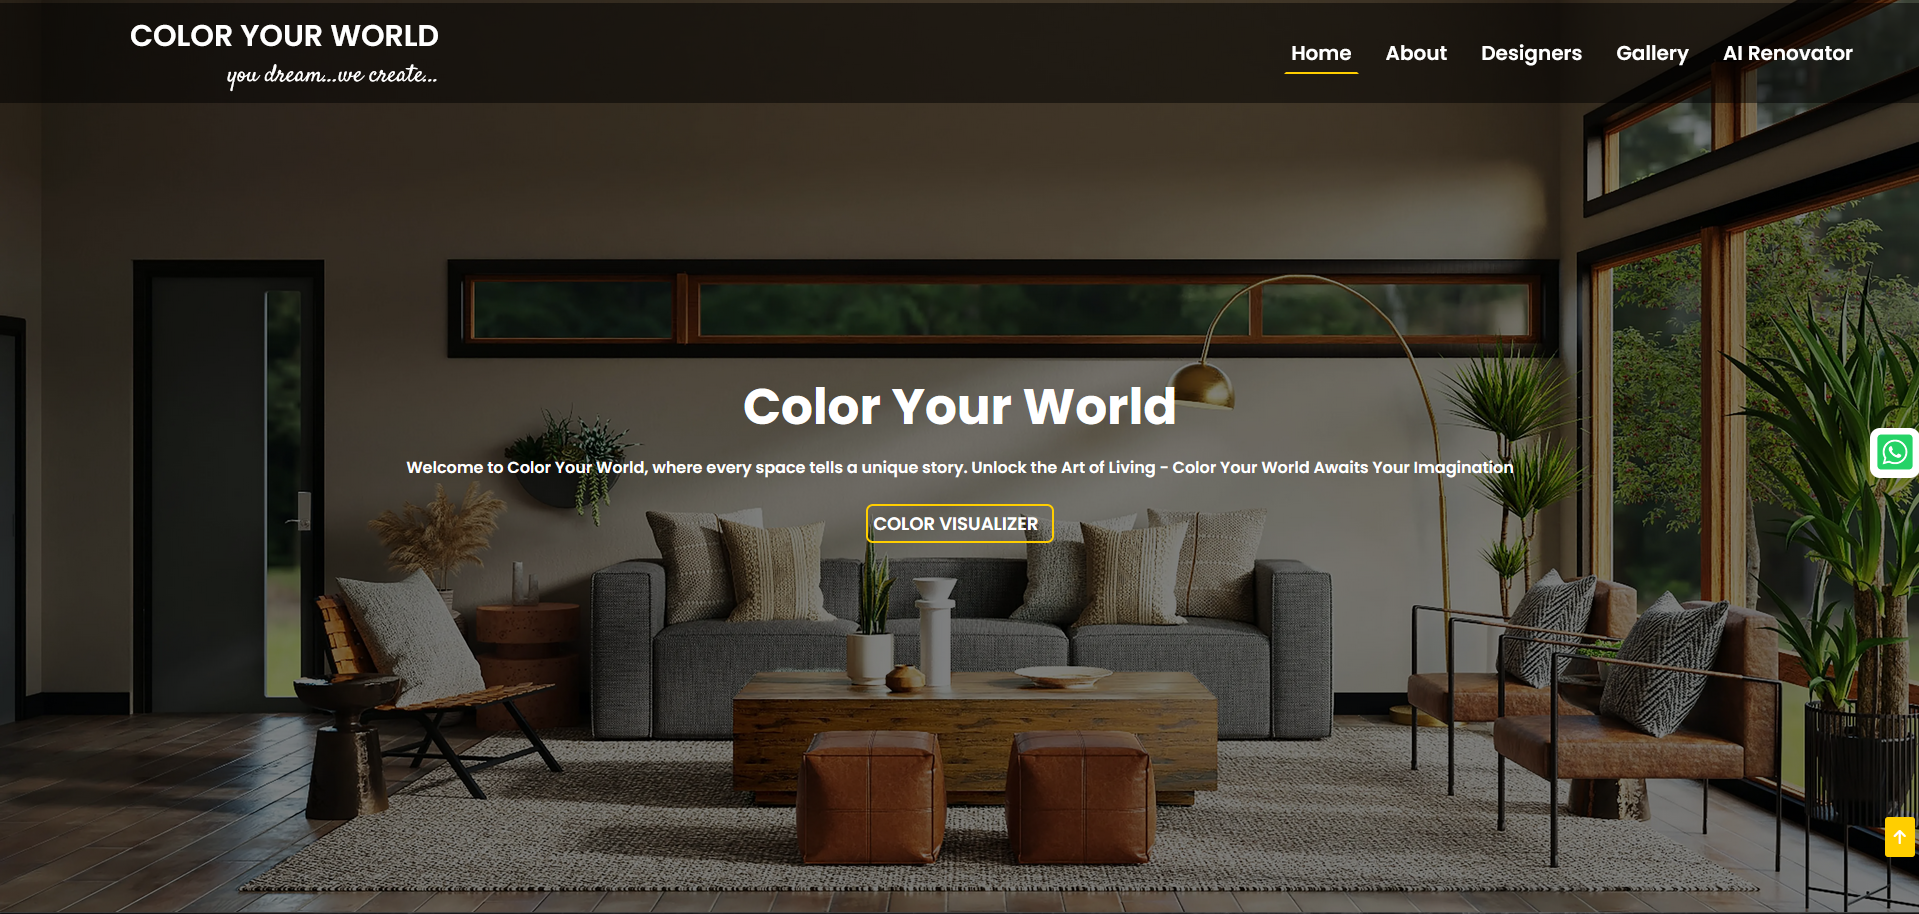 COLOR YOUR WORLD
you dream...we create...
Home About Designers Gallery AI Renovator
Color Your World
Welcome to Color Your World, where every space tells a unique story. Unlock the Art of Living - Color Your World Awaits Your Imagination
COLOR VISUALIZER